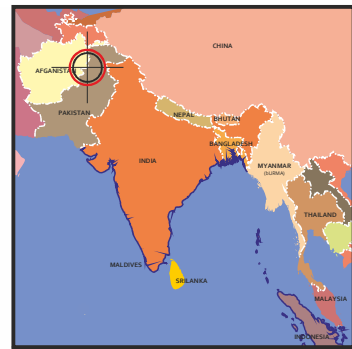 CHINA
AFGANISTAN
PAKISTAN
NEPAL
BHUTAN
BANGLADESH
INDIA
MYANMAR
(bURMA)
THAILAND
MALDIVES
SRILANKA
MALAYSIA
INDONESIA